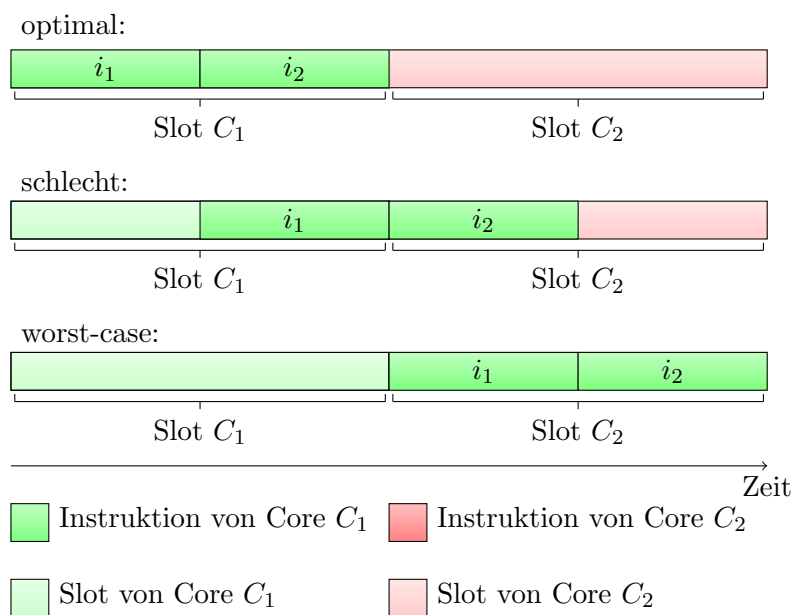 optimal:
i₁ i₂
Slot C₁ Slot C₂
schlecht:
i₁ i₂
Slot C₁ Slot C₂
worst-case:
i₁ i₂
Slot C₁ Slot C₂
Zeit
Instruktion von Core C₁ Instruktion von Core C₂
Slot von Core C₁ Slot von Core C₂